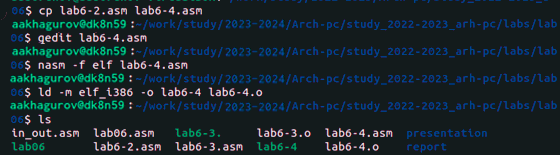 06$ cp lab6-2.asm lab6-4.asm
aakhagurov@dk8n59:~/work/study/2023-2024/Arch-pc/study_2022-2023_arh-pc/labs/lab
06$ gedit lab6-4.asm
aakhagurov@dk8n59:~/work/study/2023-2024/Arch-pc/study_2022-2023_arh-pc/labs/lab
06$ nasm -f elf lab6-4.asm
aakhagurov@dk8n59:~/work/study/2023-2024/Arch-pc/study_2022-2023_arh-pc/labs/lab
06$ ld -m elf_i386 -o lab6-4 lab6-4.o
aakhagurov@dk8n59:~/work/study/2023-2024/Arch-pc/study_2022-2023_arh-pc/labs/lab
06$ ls
in_out.asm lab06.asm lab6-3. lab6-3.o lab6-4.asm presentation
lab06 lab6-2.asm lab6-3.asm lab6-4 lab6-4.o report